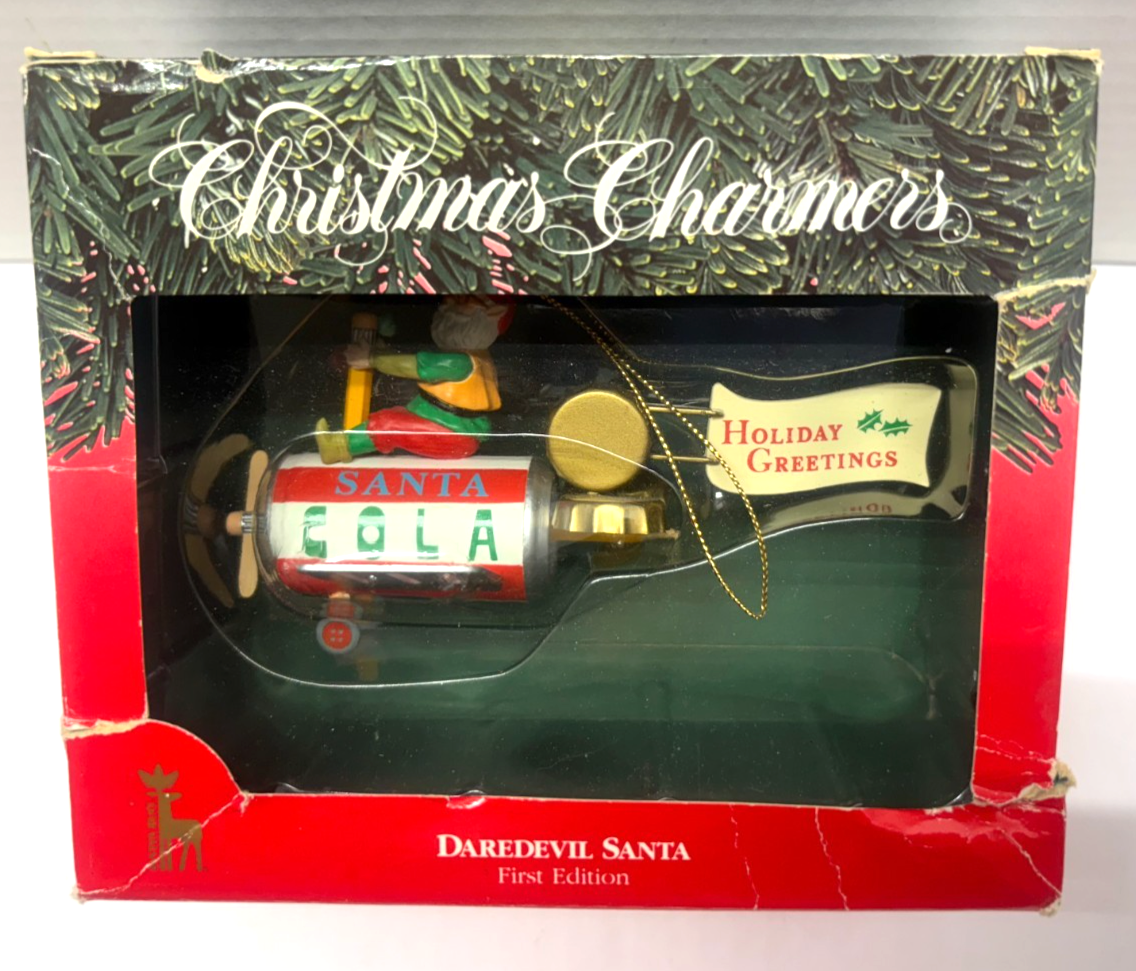 Christmas Charmers
SANTA
COLA
HOLIDAY
GREETINGS
DAREDEVIL SANTA
First Edition